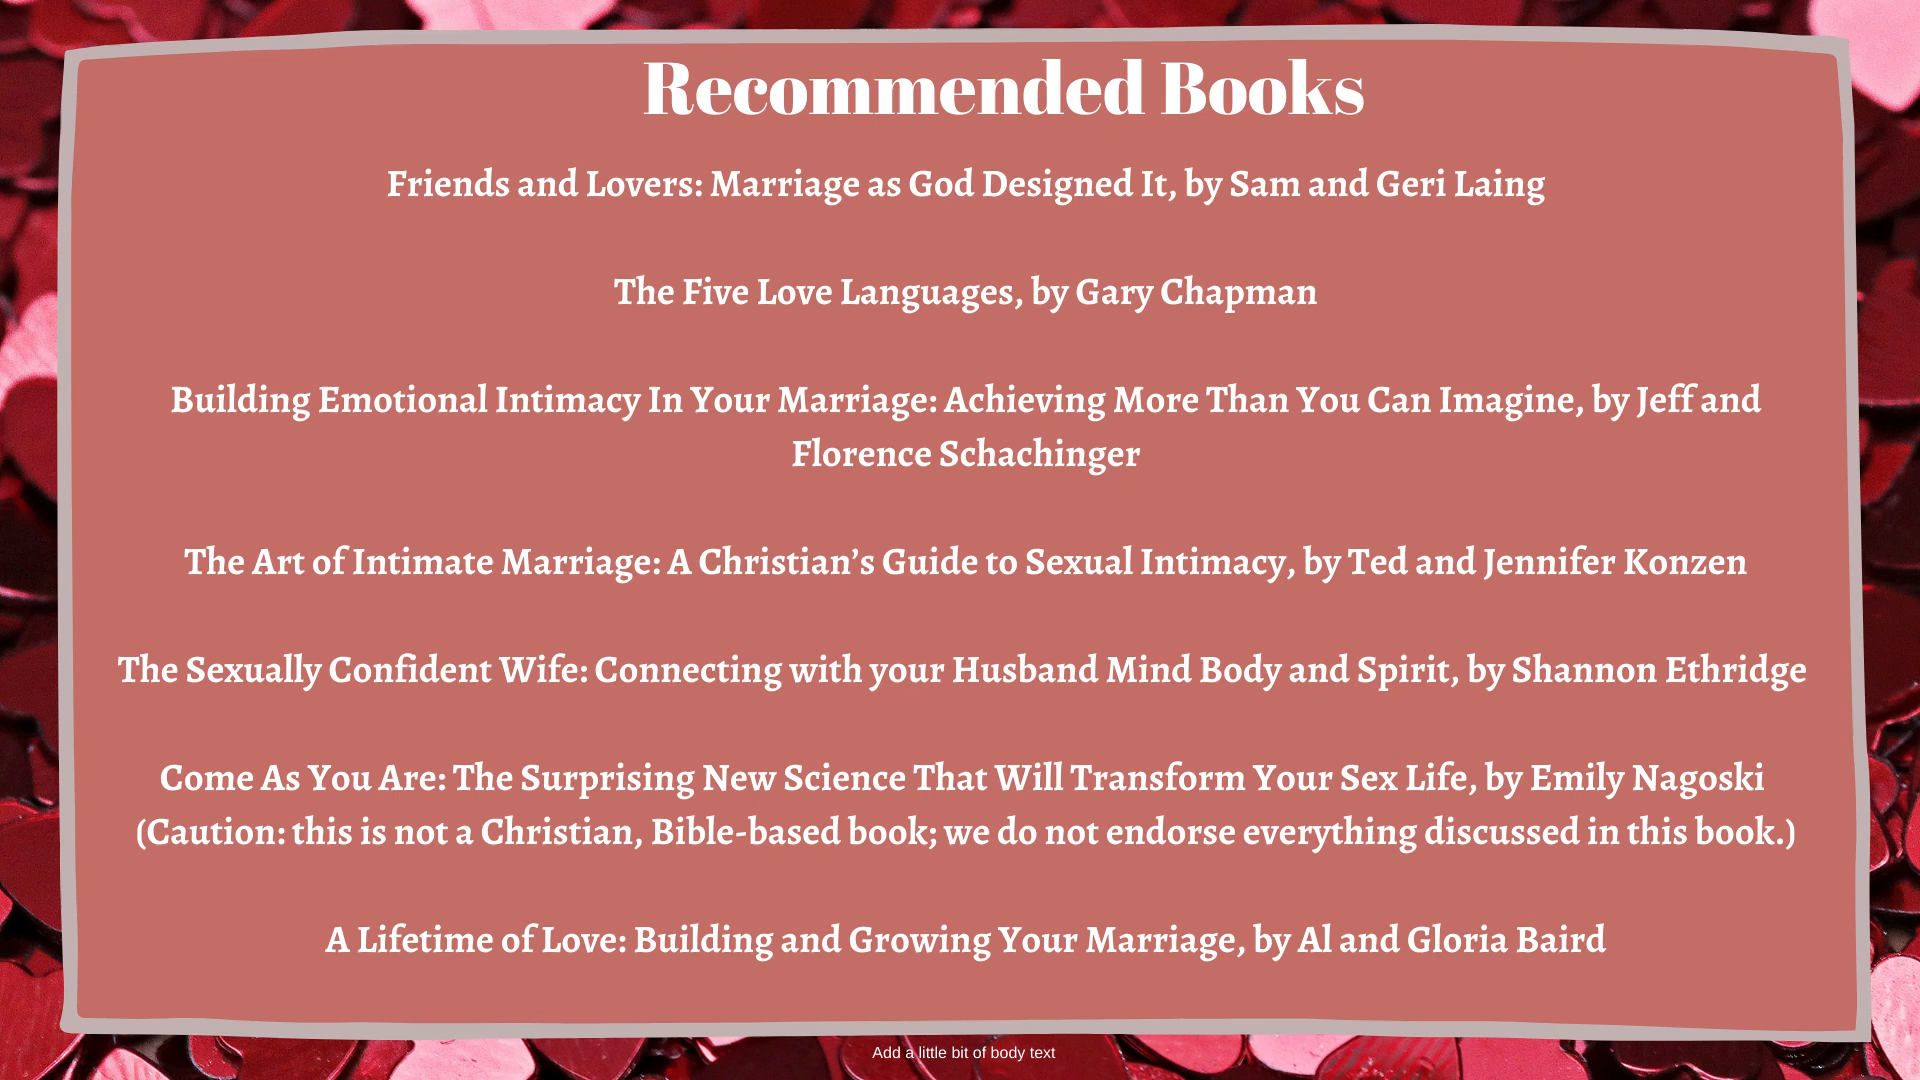 Recommended Books
Friends and Lovers: Marriage as God Designed It, by Sam and Geri Laing
The Five Love Languages, by Gary Chapman
Building Emotional Intimacy In Your Marriage: Achieving More Than You Can Imagine, by Jeff and
Florence Schachinger
The Art of Intimate Marriage: A Christian’s Guide to Sexual Intimacy, by Ted and Jennifer Konzen
The Sexually Confident Wife: Connecting with your Husband Mind Body and Spirit, by Shannon Ethridge
Come As You Are: The Surprising New Science That Will Transform Your Sex Life, by Emily Nagoski
(Caution: this is not a Christian, Bible-based book; we do not endorse everything discussed in this book.)
A Lifetime of Love: Building and Growing Your Marriage, by Al and Gloria Baird
Add a little bit of body text